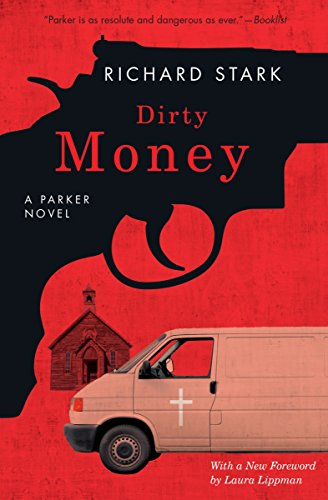 "Parker is as resolute and dangerous as ever."—Booklist
RICHARD STARK
Dirty
Money
A PARKER
NOVEL
With a New Foreword
by Laura Lippman